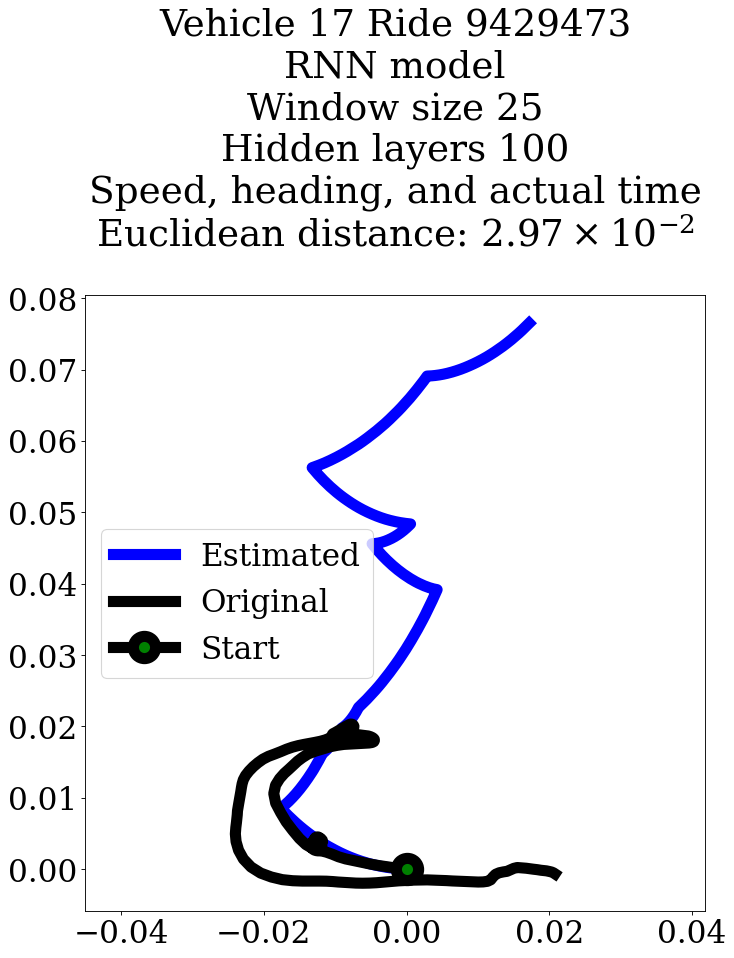 Vehicle 17 Ride 9429473
RNN model
Window size 25
Hidden layers 100
Speed, heading, and actual time
Euclidean distance: 2.97 × 10⁻²
0.08
0.07
0.06
0.05
0.04
0.03
0.02
0.01
0.00
Estimated
Original
Start
−0.04 −0.02 0.00 0.02 0.04